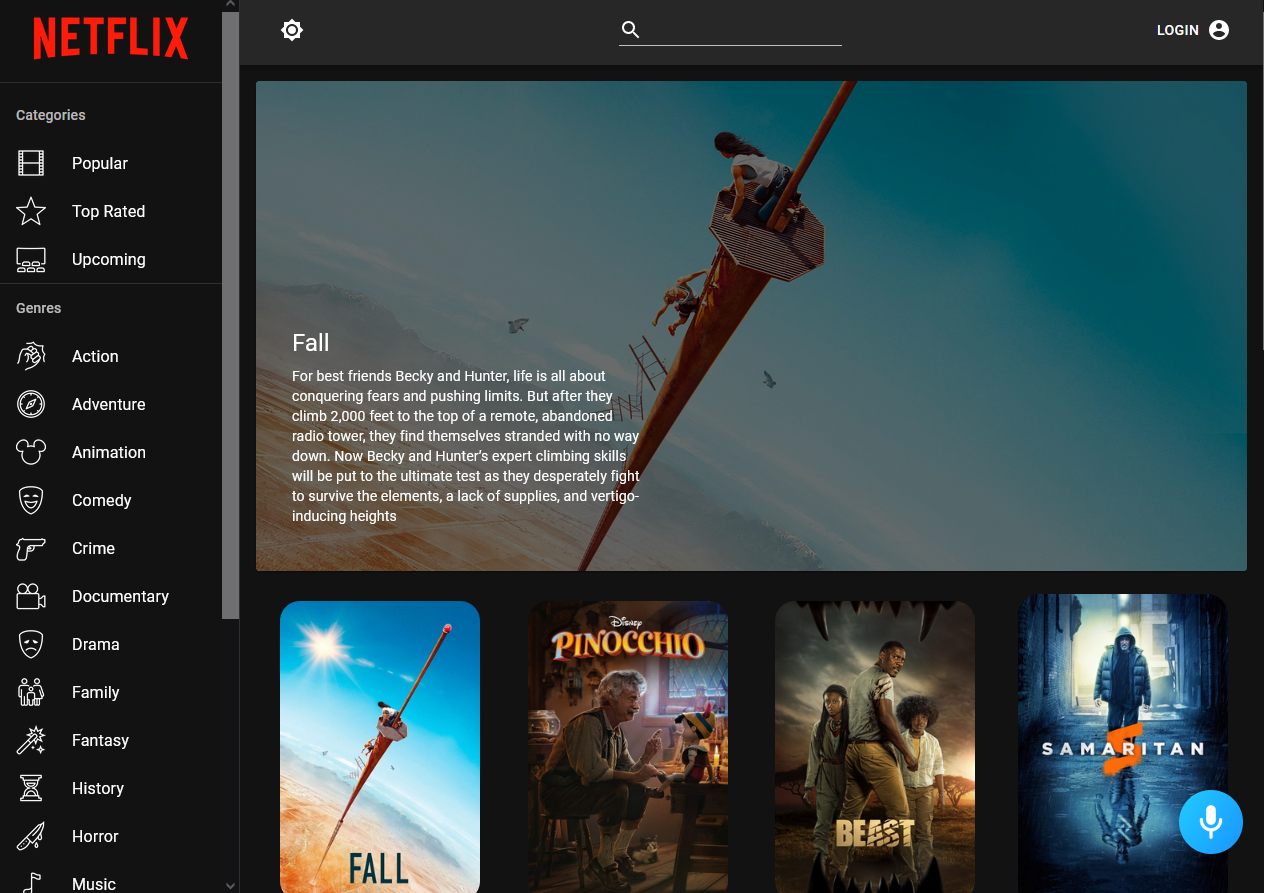 NETFLIX
LOGIN
Categories
Popular
Top Rated
Upcoming
Genres
Action
Adventure
Animation
Comedy
Crime
Documentary
Drama
Family
Fantasy
History
Horror
Music
Fall
For best friends Becky and Hunter, life is all about
conquering fears and pushing limits. But after they
climb 2,000 feet to the top of a remote, abandoned
radio tower, they find themselves stranded with no way
down. Now Becky and Hunter’s expert climbing skills
will be put to the ultimate test as they desperately fight
to survive the elements, a lack of supplies, and vertigo-
inducing heights
FALL
Disney
PINOCCHIO
BEAST
SAMARITAN